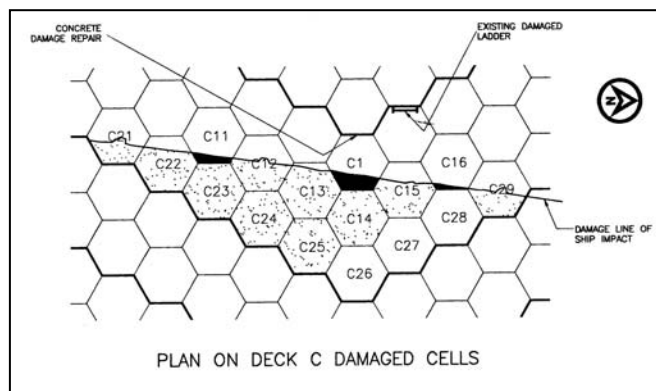 CONCRETE
DAMAGE REPAIR
EXISTING DAMAGED
LADDER
N
C21
C11
C22
C12
C1
C16
C23
C13
C15
C29
C24
C14
C28
C25
C27
C26
DAMAGE LINE OF
SHIP IMPACT
PLAN ON DECK C DAMAGED CELLS